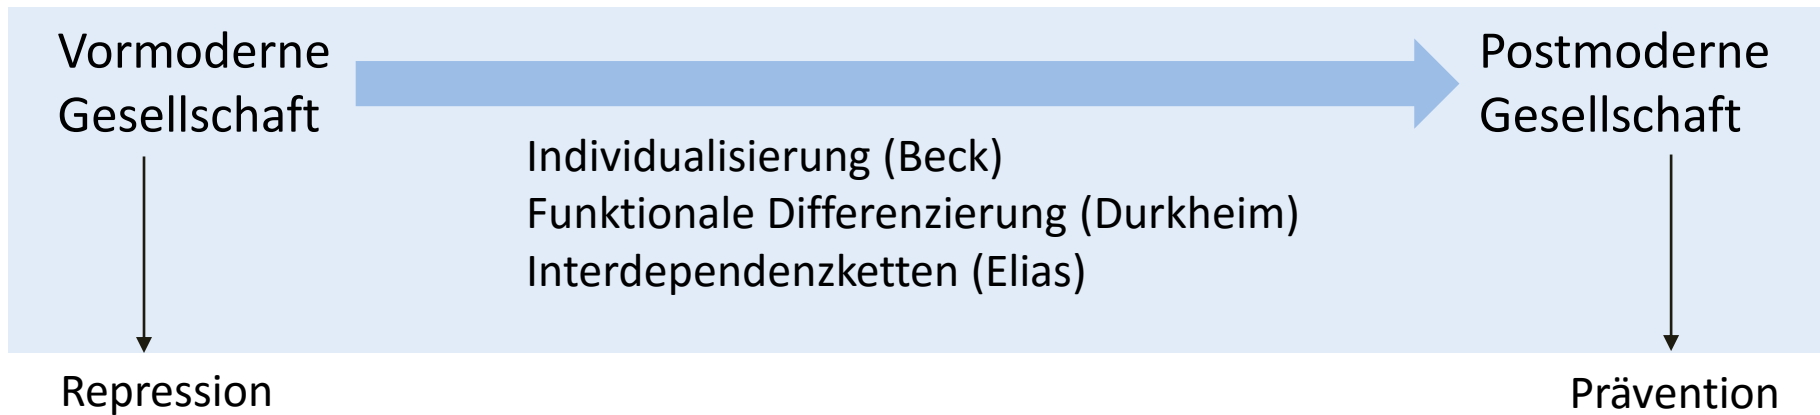 Vormoderne
Gesellschaft
Postmoderne
Gesellschaft
Individualisierung (Beck)
Funktionale Differenzierung (Durkheim)
Interdependenzketten (Elias)
Repression
Prävention